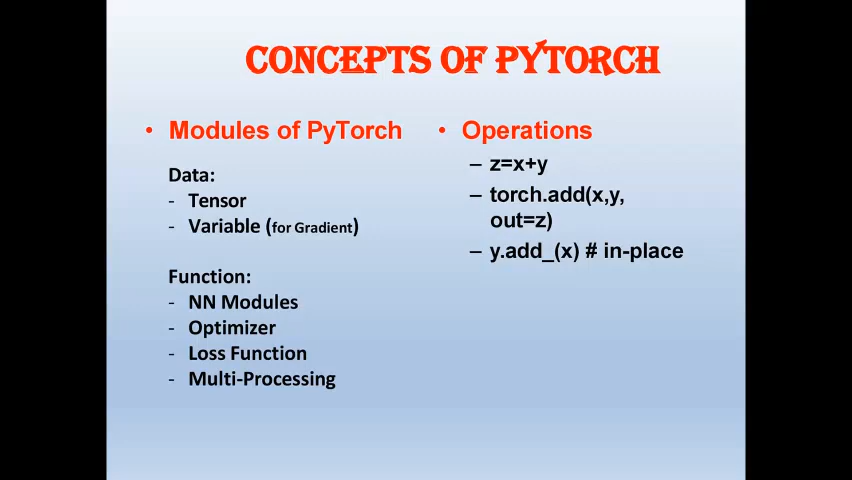 CONCEPTS OF PYTORCH
• Modules of PyTorch
Data:
- Tensor
- Variable (for Gradient)
Function:
- NN Modules
- Optimizer
- Loss Function
- Multi-Processing
• Operations
– z=x+y
– torch.add(x,y,
out=z)
– y.add_(x) # in-place